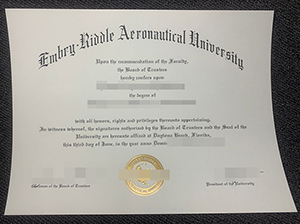 Embry-Riddle Aeronautical University
Upon the recommendation of the Faculty,
the Board of Trustees
hereby confers upon
the degree of
with all honors, rights and privileges thereunto appertaining.
In witness whereof, the signatures authorized by the Board of Trustees and the Seal of the
University are hereunto affixed at Daytona Beach, Florida,
this third day of June, in the year Anno Domini
of the Board of Trustees
President of the University